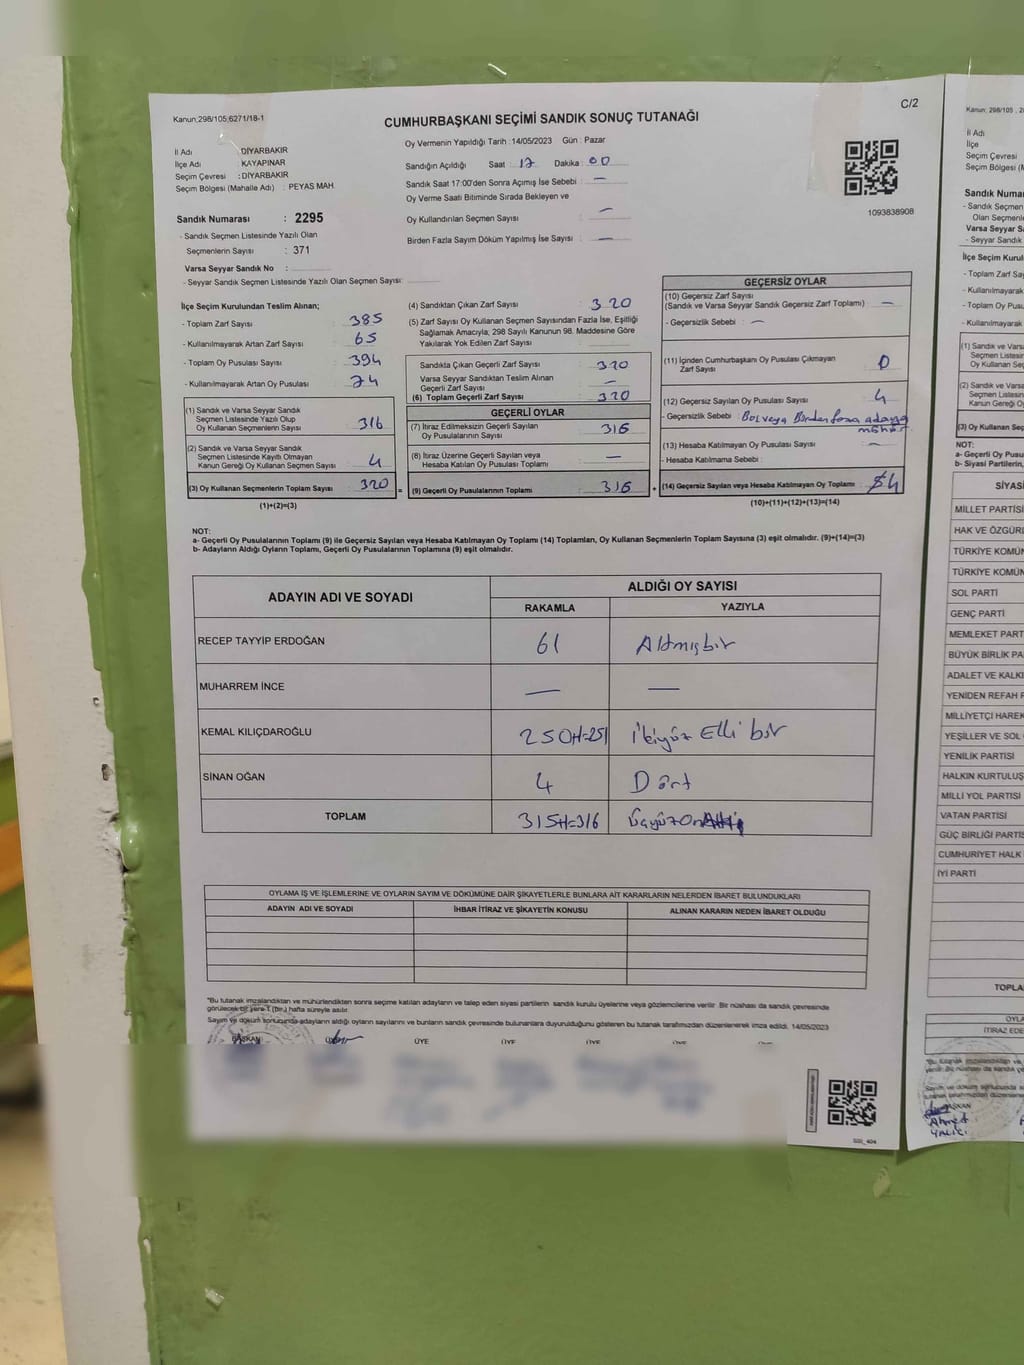 C/2
Kanun;298/105;6271/18-1
CUMHURBAŞKANI SEÇİMİ SANDIK SONUÇ TUTANAĞI
Oy Vermenin Yapıldığı Tarih :14/05/2023 Gün : Pazar
İl Adı : DİYARBAKIR
İlçe Adı : KAYAPINAR
Seçim Çevresi : DİYARBAKIR
Seçim Bölgesi (Mahalle Adı) : PEYAS MAH.
Sandığın Açıldığı Saat : 17 Dakika : 00
Sandık Saat 17:00'den Sonra Açılmış İse Sebebi : —
Oy Verme Saati Bitiminde Sırada Bekleyen ve
Oy Kullandırılan Seçmen Sayısı : —
Birden Fazla Sayım Döküm Yapılmış İse Sayısı : —
1093838908
Sandık Numarası : 2295
- Sandık Seçmen Listesinde Yazılı Olan
Seçmenlerin Sayısı : 371
Varsa Seyyar Sandık No :
- Seyyar Sandık Seçmen Listesinde Yazılı Olan Seçmen Sayısı:
İlçe Seçim Kurulundan Teslim Alınan;
- Toplam Zarf Sayısı : 385
- Kullanılmayarak Artan Zarf Sayısı : 65
- Toplam Oy Pusulası Sayısı : 394
- Kullanılmayarak Artan Oy Pusulası : 74
(1) Sandık ve Varsa Seyyar Sandık
Seçmen Listesinde Yazılı Olup
Oy Kullanan Seçmenlerin Sayısı : 316
(2) Sandık ve Varsa Seyyar Sandık
Seçmen Listesinde Kayıtlı Olmayan
Kanun Gereği Oy Kullanan Seçmen Sayısı : 4
(3) Oy Kullanan Seçmenlerin Toplam Sayısı : 320
(1)+(2)=(3)
(4) Sandıktan Çıkan Zarf Sayısı : 320
(5) Zarf Sayısı Oy Kullanan Seçmen Sayısından Fazla İse, Eşitliği
Sağlamak Amacıyla; 298 Sayılı Kanunun 98. Maddesine Göre
Yakılarak Yok Edilen Zarf Sayısı :
Sandıkta Çıkan Geçerli Zarf Sayısı : 320
Varsa Seyyar Sandıktan Teslim Alınan
Geçerli Zarf Sayısı : —
(6) Toplam Geçerli Zarf Sayısı : 320
GEÇERLİ OYLAR
(7) İtiraz Edilmeksizin Geçerli Sayılan
Oy Pusulalarının Sayısı : 316
(8) İtiraz Üzerine Geçerli Sayılan veya
Hesaba Katılan Oy Pusulası Toplamı : —
= (9) Geçerli Oy Pusulalarının Toplamı : 316 +
GEÇERSİZ OYLAR
(10) Geçersiz Zarf Sayısı
(Sandık ve Varsa Seyyar Sandık Geçersiz Zarf Toplamı) : —
- Geçersizlik Sebebi : —
(11) İçinden Cumhurbaşkanı Oy Pusulası Çıkmayan
Zarf Sayısı : 0
(12) Geçersiz Sayılan Oy Pusulası Sayısı : 4
- Geçersizlik Sebebi : Bol veya Birden fazla adaya
mühür
(13) Hesaba Katılmayan Oy Pusulası Sayısı : —
- Hesaba Katılmama Sebebi :
(14) Geçersiz Sayılan veya Hesaba Katılmayan Oy Toplamı : 4
(10)+(11)+(12)+(13)=(14)
NOT:
a- Geçerli Oy Pusulalarının Toplamı (9) ile Geçersiz Sayılan veya Hesaba Katılmayan Oy Toplamı (14) Toplamları, Oy Kullanan Seçmenlerin Toplam Sayısına (3) eşit olmalıdır. (9)+(14)=(3)
b- Adayların Aldığı Oyların Toplamı, Geçerli Oy Pusulalarının Toplamına (9) eşit olmalıdır.
ADAYIN ADI VE SOYADI ALDIĞI OY SAYISI
RAKAMLA YAZIYLA
RECEP TAYYİP ERDOĞAN 61 Altmışbir
MUHARREM İNCE — —
KEMAL KILIÇDAROĞLU 250+1=251 İkiyüz Elli bir
SİNAN OĞAN 4 Dört
TOPLAM 315+1=316 Üçyüz On Altı
OYLAMA İŞ VE İŞLEMLERİNE VE OYLARIN SAYIM VE DÖKÜMÜNE DAİR ŞİKAYETLERLE BUNLARA AİT KARARLARIN NELERDEN İBARET BULUNDUKLARI
ADAYIN ADI VE SOYADI İHBAR İTİRAZ VE ŞİKAYETİN KONUSU ALINAN KARARIN NEDEN İBARET OLDUĞU
"Bu tutanak imzalandıktan ve mühürlendikten sonra seçime katılan adayların ve talep eden siyasi partilerin sandık kurulu üyelerine veya gözlemcilerine verilir. Bir nüshası da sandık çevresinde
görülecek bir yere 1 (bir) hafta süreyle asılır.
Sayım ve döküm sonucunda adayların aldığı oyların sayılarını ve bunların sandık çevresinde bulunanlara duyurulduğunu gösteren bu tutanak tarafımızdan düzenlenerek imza edildi. 14/05/2023
BAŞKAN ÜYE ÜYE ÜYE ÜYE ÜYE
Kanun; 298/105
İl Adı
İlçe
Seçim Çevresi
Seçim Bölgesi (M
Sandık Numa
- Sandık Seçmen
Olan Seçmenl
Varsa Seyyar
- Seyyar Sandık
İlçe Seçim Kurul
- Toplam Zarf Say
- Kullanılmayarak
- Toplam Oy Pusu
- Kullanılmayarak
(1) Sandık ve Vars
Seçmen Listesin
Oy Kullanan Se
(2) Sandık ve Varsa
Seçmen Listesin
Kanun Gereği O
(3) Oy Kullanan Seç
NOT:
a- Geçerli Oy Pusu
b- Siyasi Partilerin,
SİYASİ
MİLLET PARTİSİ
HAK VE ÖZGÜRL
TÜRKİYE KOMÜN
TÜRKİYE KOMÜN
SOL PARTİ
GENÇ PARTİ
MEMLEKET PART
BÜYÜK BİRLİK PA
ADALET VE KALKI
YENİDEN REFAH P
MİLLİYETÇİ HAREK
YEŞİLLER VE SOL
YENİLİK PARTİSİ
HALKIN KURTULUŞ
MİLLİ YOL PARTİSİ
VATAN PARTİSİ
GÜÇ BİRLİĞİ PARTİS
CUMHURİYET HALK
İYİ PARTİ
TOPLA
OYLA
İTİRAZ EDE
BAŞKAN
Ahmet
YALIÇ